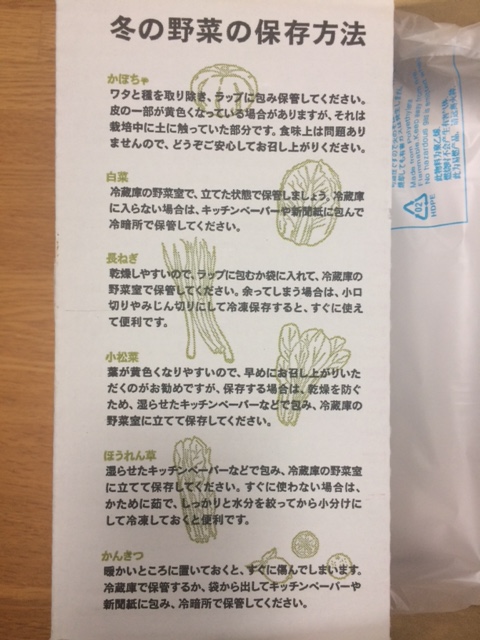 冬の野菜の保存方法
かぼちゃ
ワタと種を取り除き、ラップに包み保管してください。
皮の一部が黄色くなっている場合がありますが、それは
栽培中に土に触っていた部分です。食味上は問題あり
ませんので、どうぞご安心してお召し上がりください。
白菜
冷蔵庫の野菜室で、立てた状態で保管しましょう。冷蔵庫
に入らない場合は、キッチンペーパーや新聞紙に包んで
冷暗所で保管してください。
長ねぎ
乾燥しやすいので、ラップに包むか袋に入れて、冷蔵庫の
野菜室で保管してください。余ってしまう場合は、小口
切りやみじん切りにして冷凍保存すると、すぐに使え
て便利です。
小松菜
葉が黄色くなりやすいので、早めにお召し上がりいた
だくのがお勧めですが、保存する場合は、乾燥を防ぐ
ため、湿らせたキッチンペーパーなどで包み、冷蔵庫の
野菜室に立てて保存してください。
ほうれん草
湿らせたキッチンペーパーなどで包み、冷蔵庫の野菜室
に立てて保存してください。すぐに使わない場合は、
かために茹で、しっかりと水分を絞ってから小分けに
して冷凍しておくと便利です。
かんきつ
暖かいところに置いておくと、すぐに傷んでしまいます。
冷蔵庫で保管するか、袋から出してキッチンペーパーや
新聞紙に包み、冷暗所で保管してください。
Made from Polyethylene
No hazardous
02
HDPE